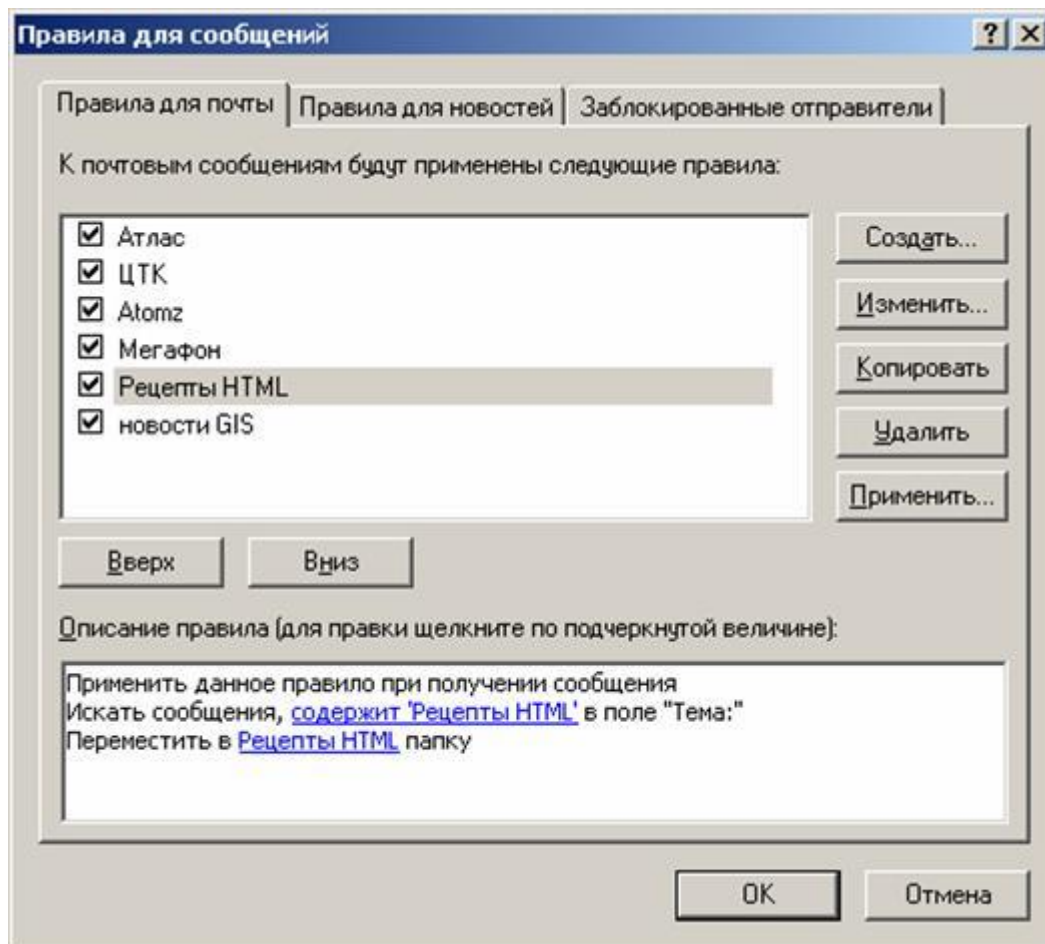 Правила для сообщений
Правила для почты Правила для новостей Заблокированные отправители
К почтовым сообщениям будут применены следующие правила:
Атлас
ЦТК
Atomz
Мегафон
Рецепты HTML
новости GIS
Создать...
Изменить...
Копировать
Удалить
Применить...
Вверх Вниз
Описание правила (для правки щелкните по подчеркнутой величине):
Применить данное правило при получении сообщения
Искать сообщения, содержит 'Рецепты HTML' в поле "Тема:"
Переместить в Рецепты HTML папку
OK Отмена